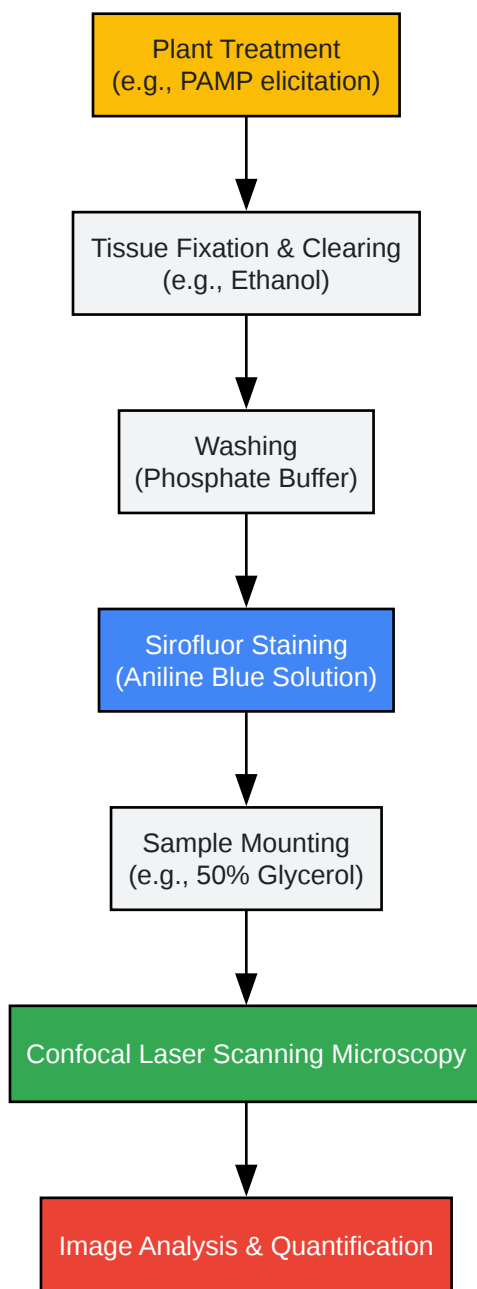 Plant Treatment
(e.g., PAMP elicitation)
Tissue Fixation & Clearing
(e.g., Ethanol)
Washing
(Phosphate Buffer)
Sirofluor Staining
(Aniline Blue Solution)
Sample Mounting
(e.g., 50% Glycerol)
Confocal Laser Scanning Microscopy
Image Analysis & Quantification